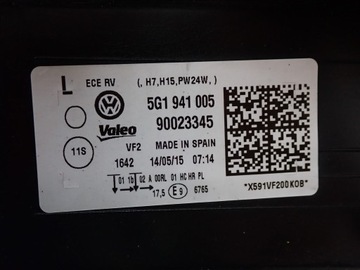 L ECE RV (, H7,H15,PW24W, )
5G1 941 005
Valeo 90023345
11S VF2 MADE IN SPAIN
1642 14/05/15 07:14
01 1b 02 A 00RL 01 HC HR PL
17,5 E9 6765
"X591VF200K0B"